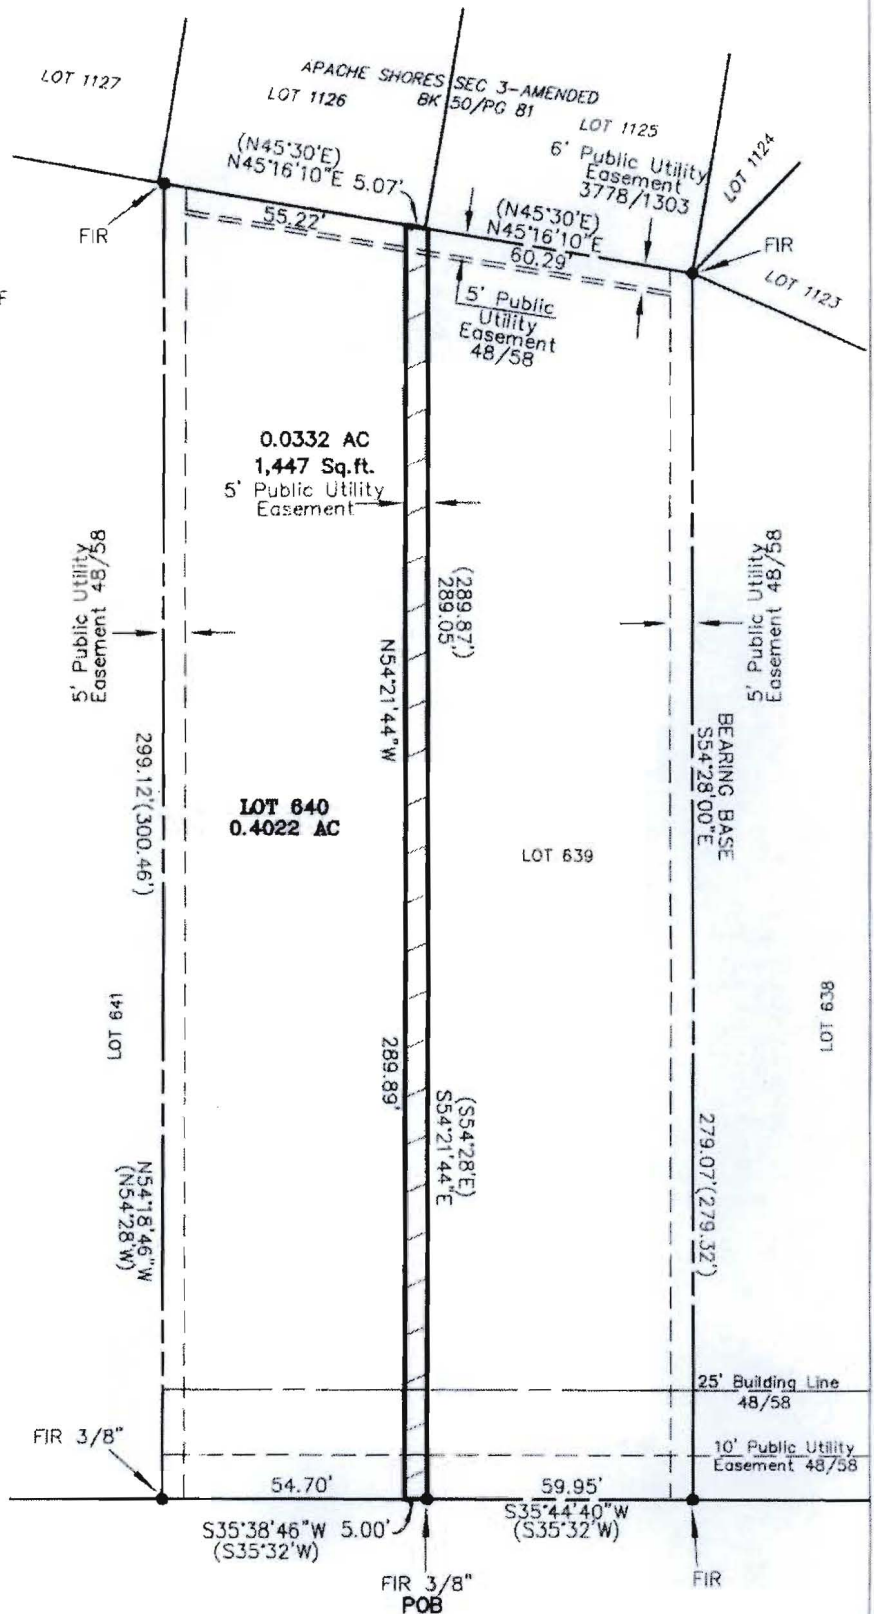 LOT 1127
APACHE SHORES SEC 3-AMENDED
BK 50/PG 81
LOT 1126
LOT 1125
LOT 1124
LOT 1123
(N45°30'E)
N45°16'10"E 5.07'
55.22'
6' Public Utility
Easement
3778/1303
(N45°30'E)
N45°16'10"E
60.29'
FIR
FIR
F
5' Public
Utility
Easement
48/58
0.0332 AC
1,447 Sq.ft.
5' Public Utility
Easement
5' Public Utility
Easement 48/58
(289.87')
289.05'
5' Public Utility
Easement 48/58
N54°21'44"W
BEARING BASE
S54°28'00"E
299.12'(300.46')
LOT 640
0.4022 AC
LOT 639
LOT 641
LOT 638
289.89'
(S54°28'E)
S54°21'44"E
279.07'(279.32')
N54°18'46"W
(N54°28'W)
25' Building Line
48/58
10' Public Utility
Easement 48/58
FIR 3/8"
54.70'
59.95'
S35°38'46"W 5.00'
(S35°32'W)
S35°44'40"W
(S35°32'W)
FIR 3/8"
POB
FIR